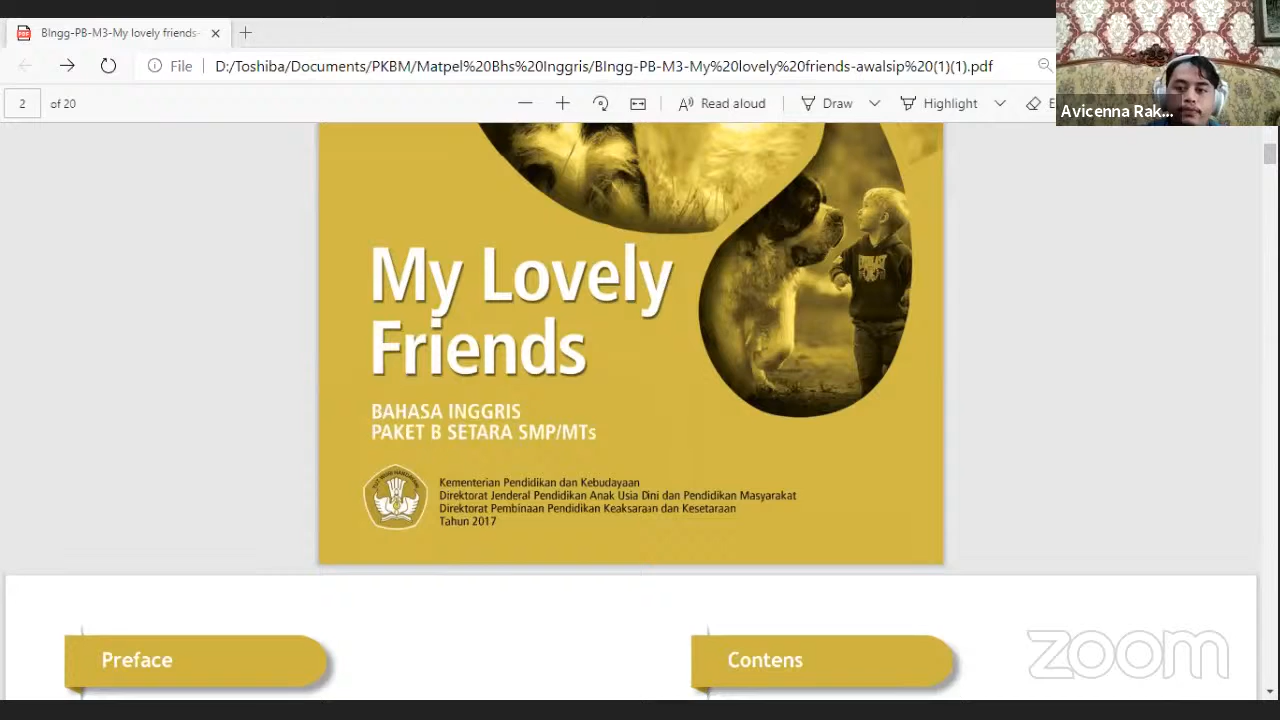 BIngg-PB-M3-My lovely friends-
File
D:/Toshiba/Documents/PKBM/Matpel%20Bhs%20Inggris/BIngg-PB-M3-My%20lovely%20friends-awalsip%20(1)(1).pdf
Avicenna Rak...
2 of 20
Read aloud
Draw
Highlight
E
My Lovely
Friends
BAHASA INGGRIS
PAKET B SETARA SMP/MTs
Kementerian Pendidikan dan Kebudayaan
Direktorat Jenderal Pendidikan Anak Usia Dini dan Pendidikan Masyarakat
Direktorat Pembinaan Pendidikan Keaksaraan dan Kesetaraan
Tahun 2017
Preface
Contens
zoom